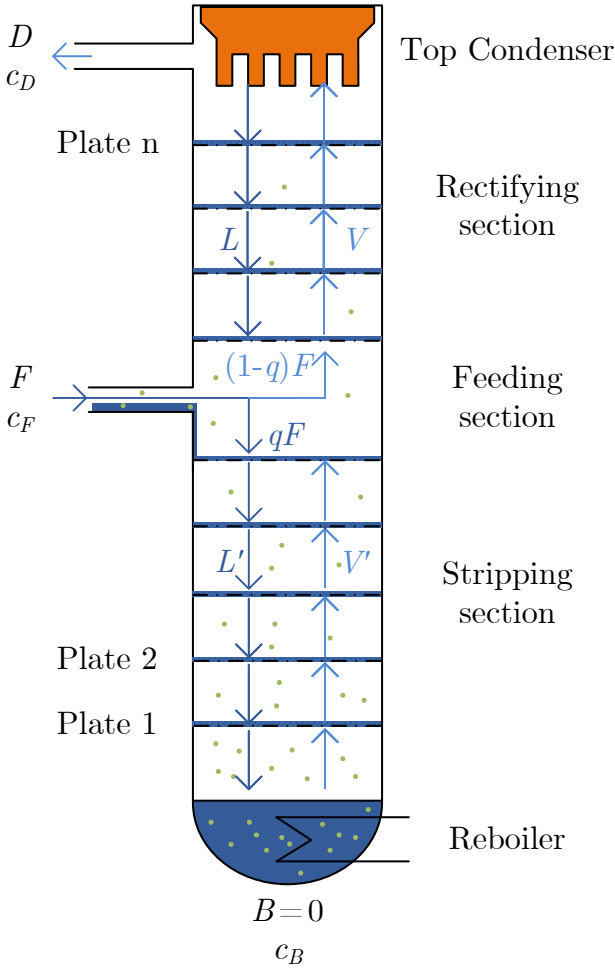 D
c_D
Top Condenser
Plate n
Rectifying
section
L
V
(1-q)F
F
c_F
Feeding
section
qF
L'
V'
Stripping
section
Plate 2
Plate 1
Reboiler
B=0
c_B